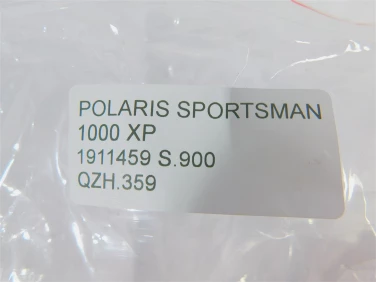 POLARIS SPORTSMAN
1000 XP
1911459 S.900
QZH.359